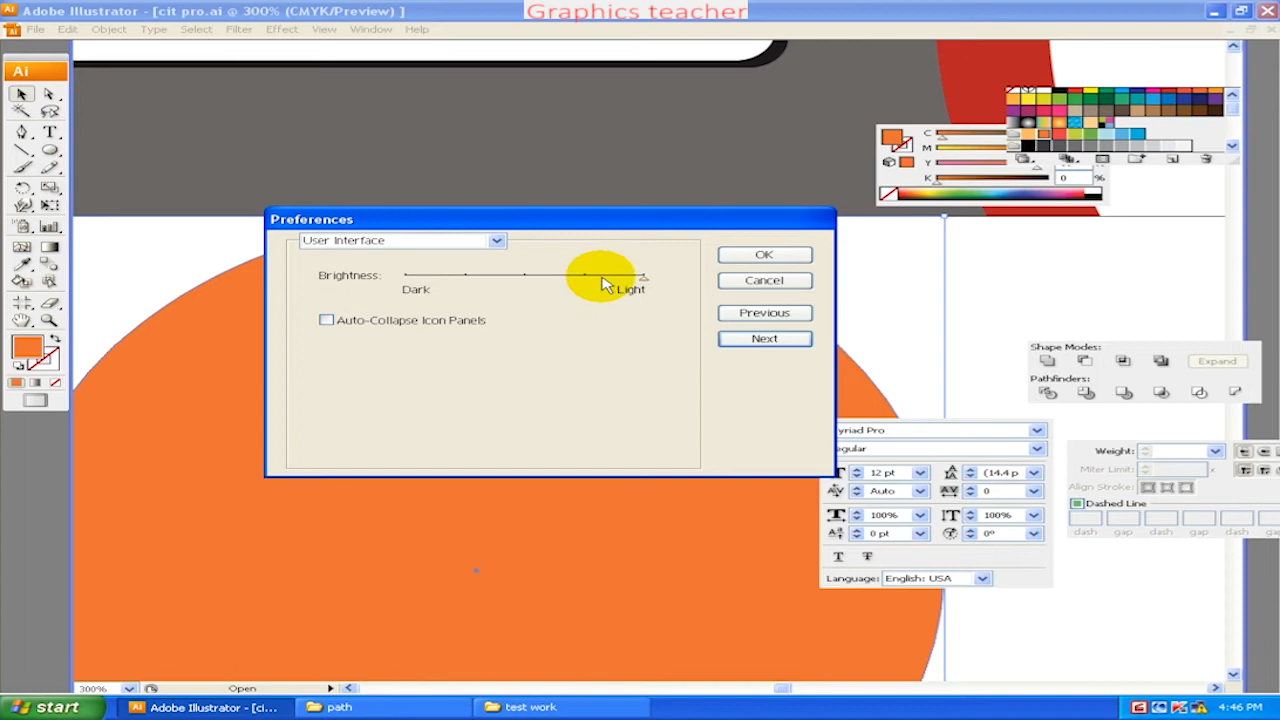 Adobe Illustrator - [cit pro.ai @ 300% (CMYK/Preview) ]
Graphics teacher
File Edit Object Type Select Filter Effect View Window Help
Ai
C
M
Y
K 0 %
Preferences
User Interface
Brightness:
Dark Light
Auto-Collapse Icon Panels
OK
Cancel
Previous
Next
Shape Modes:
Expand
Pathfinders:
yriad Pro
egular
12 pt (14.4 p
Auto 0
100% 100%
0 pt 0°
Language: English: USA
Weight:
Miter Limit: x
Align Stroke:
Dashed Line
dash gap dash gap dash gap
300% Open
start Adobe Illustrator - [ci... path test work 4:46 PM